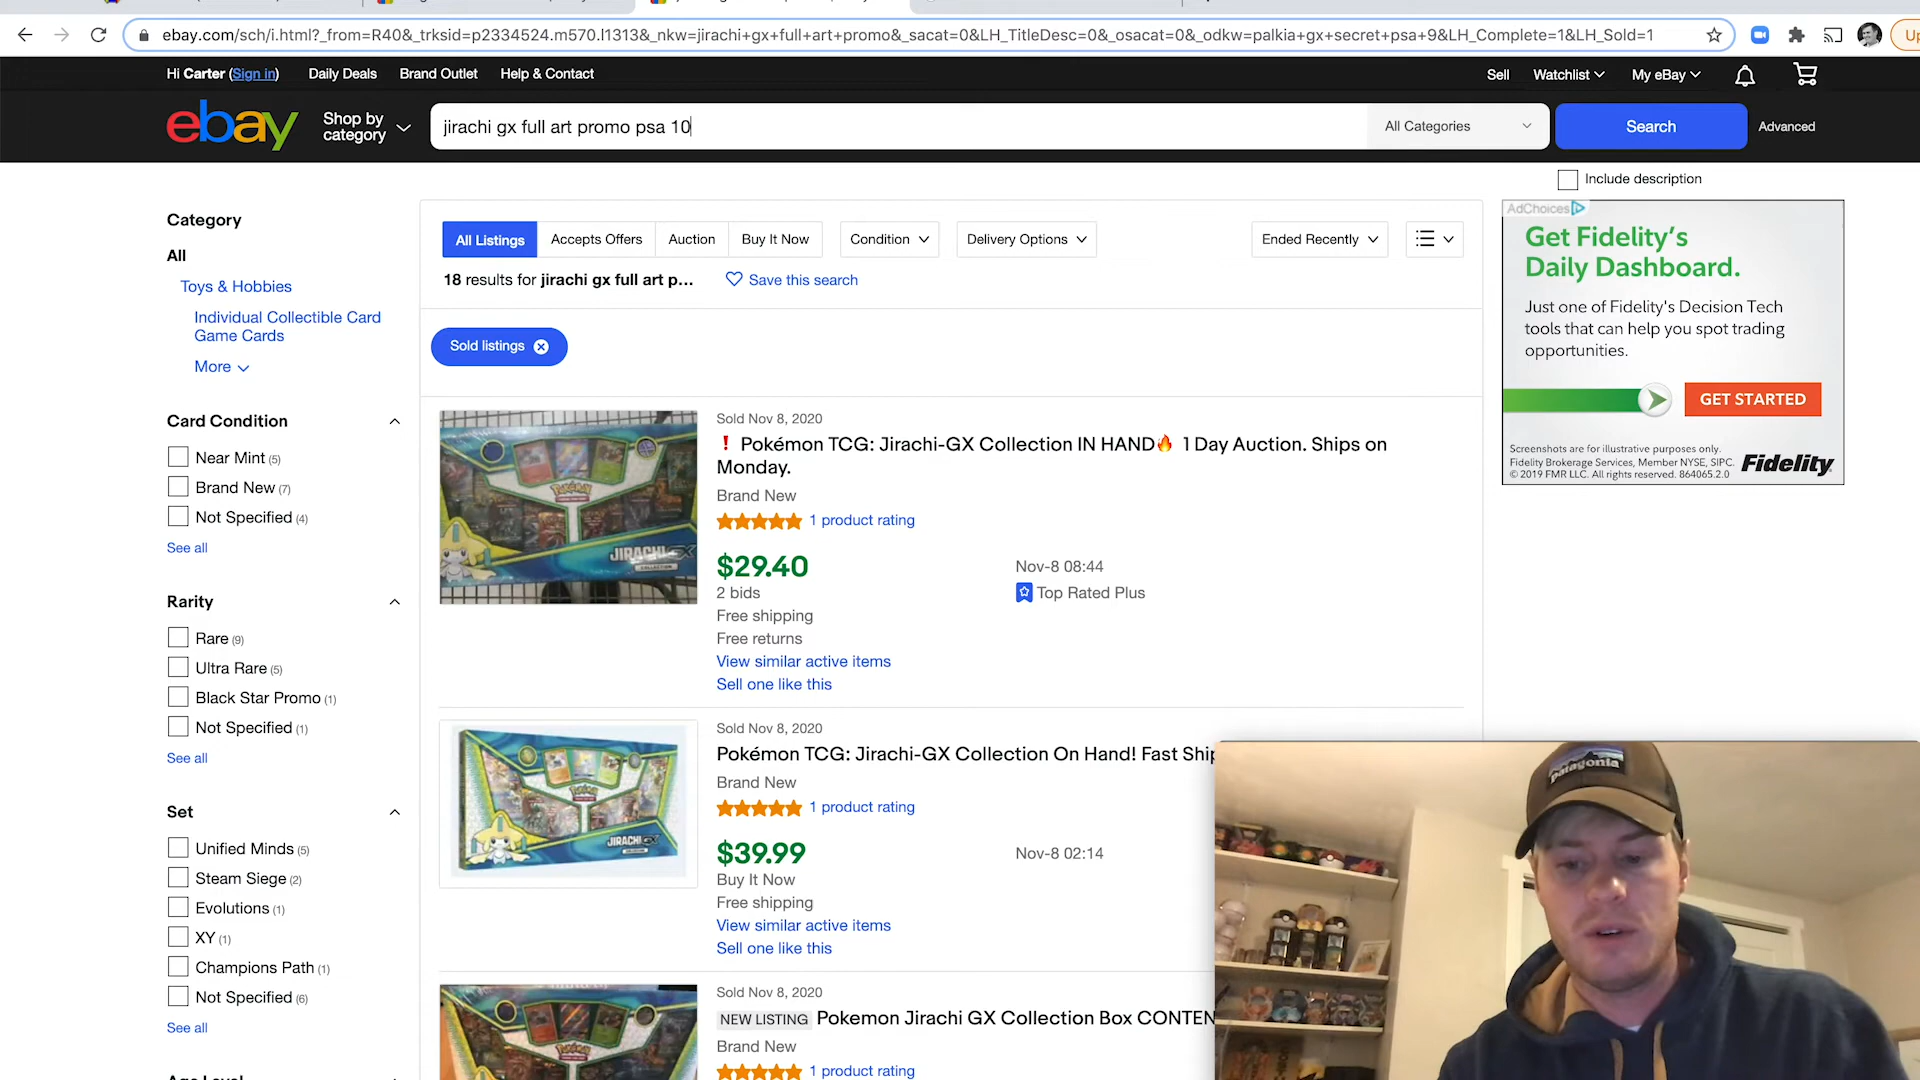 ebay.com/sch/i.html?_from=R40&_trksid=p2334524.m570.l1313&_nkw=jirachi+gx+full+art+promo&_sacat=0&LH_TitleDesc=0&_osacat=0&_odkw=palkia+gx+secret+psa+9&LH_Complete=1&LH_Sold=1
Hi Carter (Sign in) Daily Deals Brand Outlet Help & Contact Sell Watchlist My eBay
ebay Shop by category jirachi gx full art promo psa 10 All Categories Search Advanced
Include description
Category
All
Toys & Hobbies
Individual Collectible Card
Game Cards
More
Card Condition
Near Mint (5)
Brand New (7)
Not Specified (4)
See all
Rarity
Rare (9)
Ultra Rare (5)
Black Star Promo (1)
Not Specified (1)
See all
Set
Unified Minds (5)
Steam Siege (2)
Evolutions (1)
XY (1)
Champions Path (1)
Not Specified (6)
See all
All Listings Accepts Offers Auction Buy It Now Condition Delivery Options Ended Recently
18 results for jirachi gx full art p... Save this search
Sold listings
Sold Nov 8, 2020
❗ Pokémon TCG: Jirachi-GX Collection IN HAND🔥 1 Day Auction. Ships on
Monday.
Brand New
1 product rating
$29.40 Nov-8 08:44
2 bids Top Rated Plus
Free shipping
Free returns
View similar active items
Sell one like this
JIRACHI GX
Sold Nov 8, 2020
Pokémon TCG: Jirachi-GX Collection On Hand! Fast Ship
Brand New
1 product rating
$39.99 Nov-8 02:14
Buy It Now
Free shipping
View similar active items
Sell one like this
JIRACHI GX
Sold Nov 8, 2020
NEW LISTING Pokemon Jirachi GX Collection Box CONTEN
Brand New
1 product rating
AdChoices
Get Fidelity's
Daily Dashboard.
Just one of Fidelity's Decision Tech
tools that can help you spot trading
opportunities.
GET STARTED
Screenshots are for illustrative purposes only.
Fidelity Brokerage Services, Member NYSE, SIPC.
© 2019 FMR LLC. All rights reserved. 864065.2.0
Fidelity
patagonia